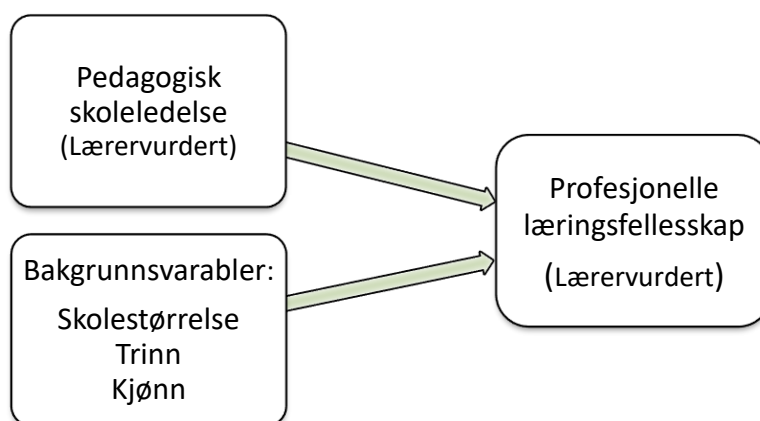 Pedagogisk
skoleledelse
(Lærervurdert)
Bakgrunnsvarabler:
Skolestørrelse
Trinn
Kjønn
Profesjonelle
læringsfellesskap
(Lærervurdert)